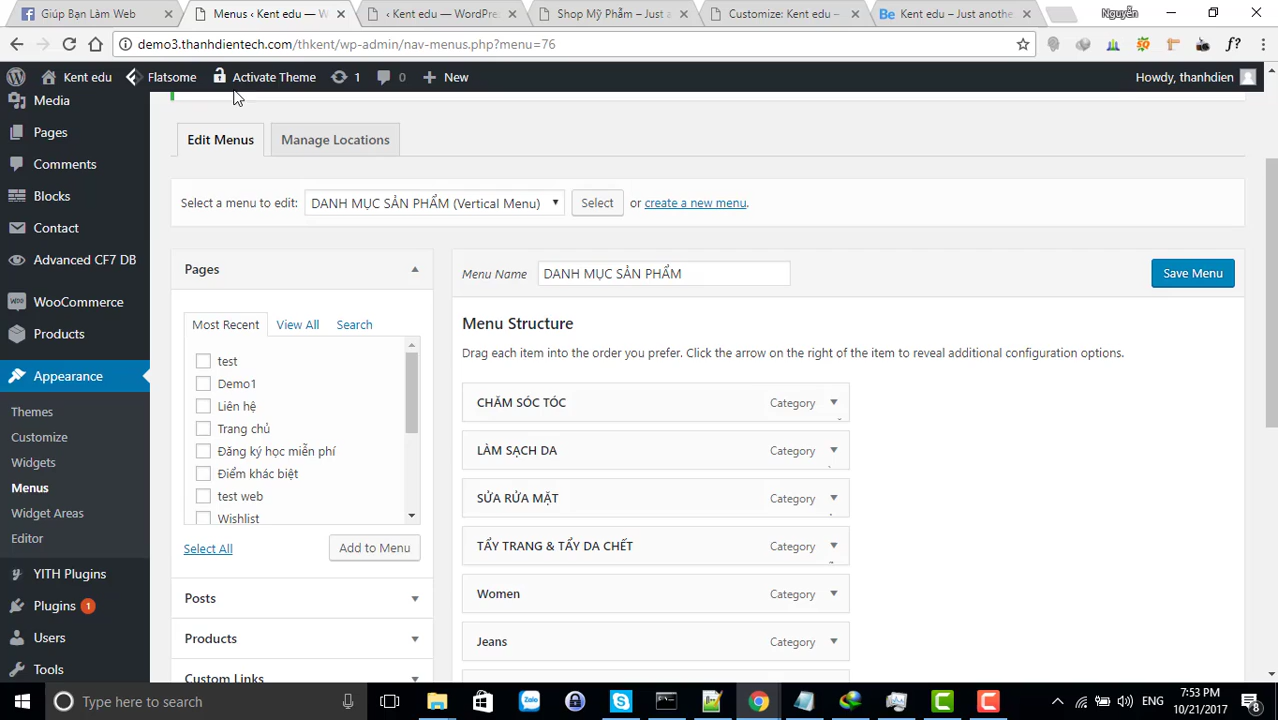 Giúp Bạn Làm Web
Menus ‹ Kent edu — W
‹ Kent edu — WordPre
Shop Mỹ Phẩm – Just a
Customize: Kent edu –
Be Kent edu – Just anothe
Nguyễn
demo3.thanhdientech.com/thkent/wp-admin/nav-menus.php?menu=76
Kent edu
Flatsome
Activate Theme
1
0
New
Howdy, thanhdien
Media
Pages
Comments
Blocks
Contact
Advanced CF7 DB
WooCommerce
Products
Appearance
Themes
Customize
Widgets
Menus
Widget Areas
Editor
YITH Plugins
Plugins 1
Users
Tools
Edit Menus
Manage Locations
Select a menu to edit: DANH MỤC SẢN PHẨM (Vertical Menu) Select or create a new menu.
Pages
Most Recent View All Search
test
Demo1
Liên hệ
Trang chủ
Đăng ký học miễn phí
Điểm khác biệt
test web
Wishlist
Select All Add to Menu
Posts
Products
Custom Links
Menu Name DANH MỤC SẢN PHẨM Save Menu
Menu Structure
Drag each item into the order you prefer. Click the arrow on the right of the item to reveal additional configuration options.
CHĂM SÓC TÓC Category
LÀM SẠCH DA Category
SỬA RỬA MẶT Category
TẨY TRANG & TẨY DA CHẾT Category
Women Category
Jeans Category
Type here to search
ENG
7:53 PM
10/21/2017
8